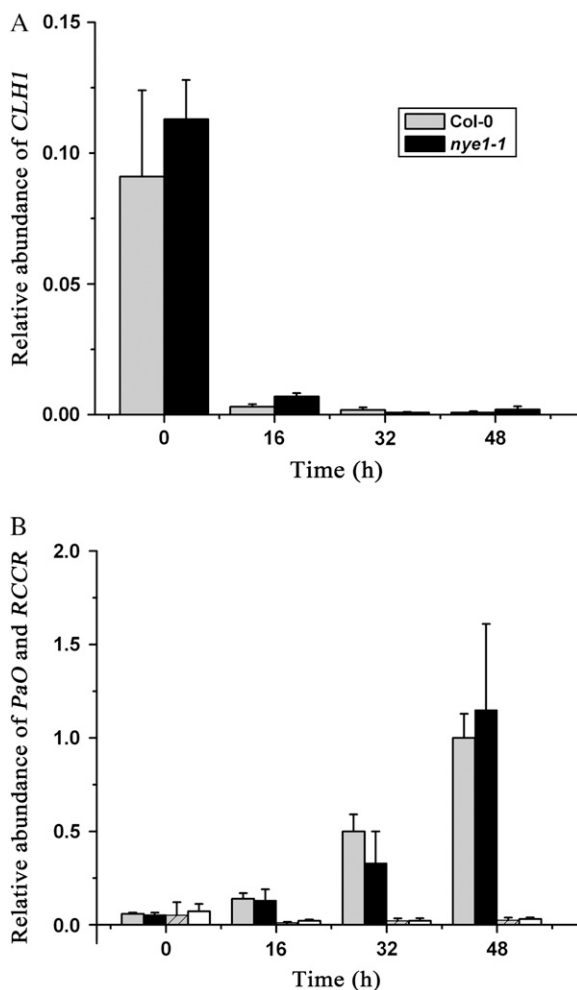 A
Relative abundance of CLH1
0.15
0.10
0.05
0.00
Col-0
nye1-1
0 16 32 48
Time (h)
B
Relative abundance of PaO and RCCR
2.0
1.5
1.0
0.5
0.0
0 16 32 48
Time (h)